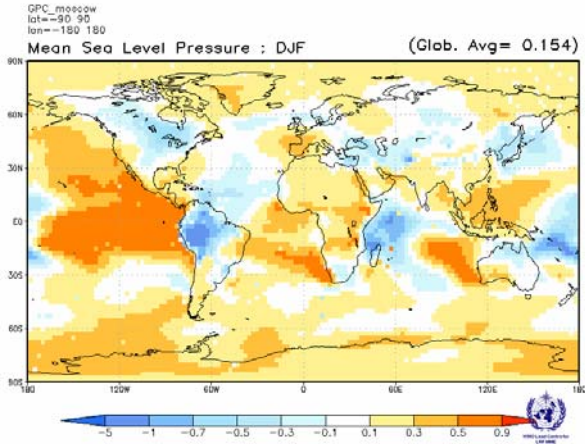 GPC_moscow
lat=-90 90
lon=-180 180
Mean Sea Level Pressure : DJF (Glob. Avg= 0.154)
90N
60N
30N
EQ
30S
60S
90S
180 120W 60W 0 60E 120E 180
-5 -1 -0.7 -0.5 -0.3 -0.1 0.1 0.3 0.5 0.9